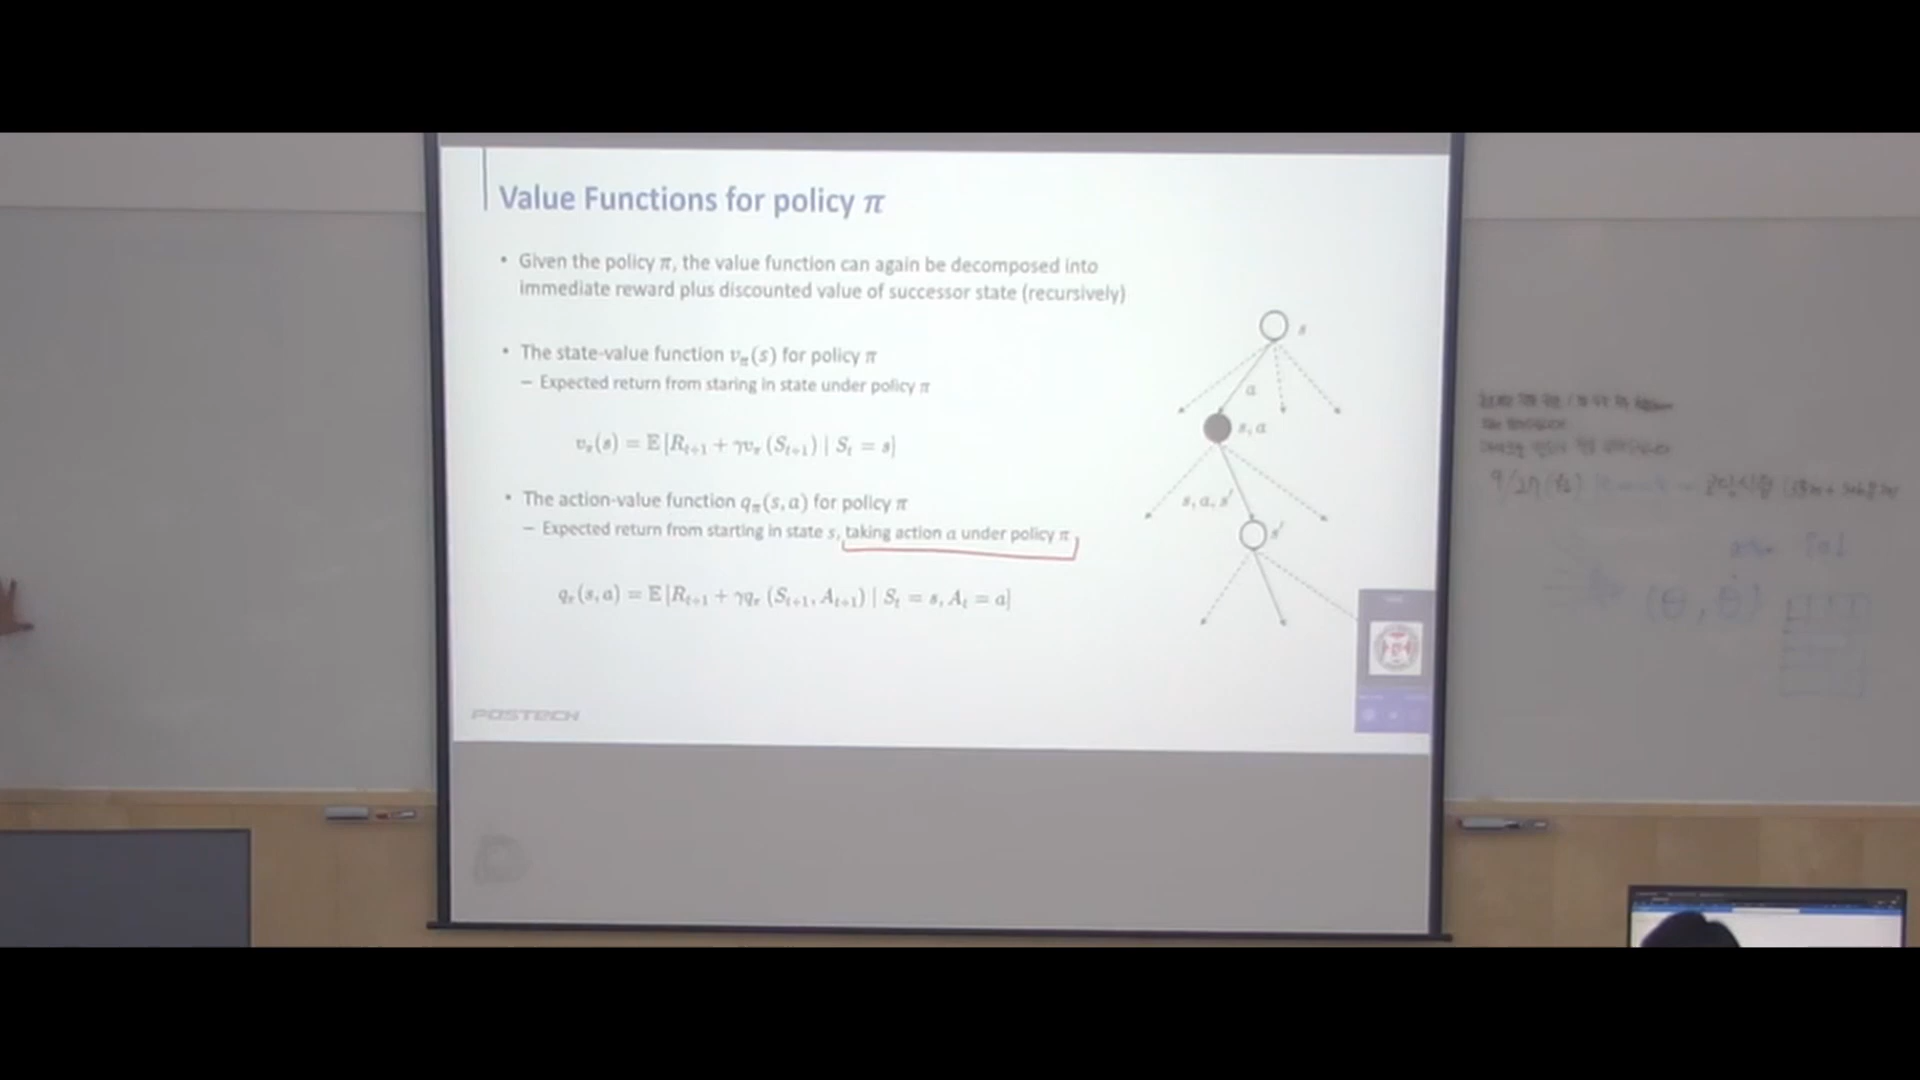 Value Functions for policy π
• Given the policy π, the value function can again be decomposed into
immediate reward plus discounted value of successor state (recursively)
• The state-value function vπ(s) for policy π
– Expected return from staring in state under policy π
vπ(s) = 𝔼[Rt+1 + γvπ (St+1) | St = s]
• The action-value function qπ(s, a) for policy π
– Expected return from starting in state s, taking action a under policy π
qπ(s, a) = 𝔼[Rt+1 + γqπ (St+1, At+1) | St = s, At = a]
s
a
s, a
s, a, s′
s′
POSTECH
(θ, θ̇)